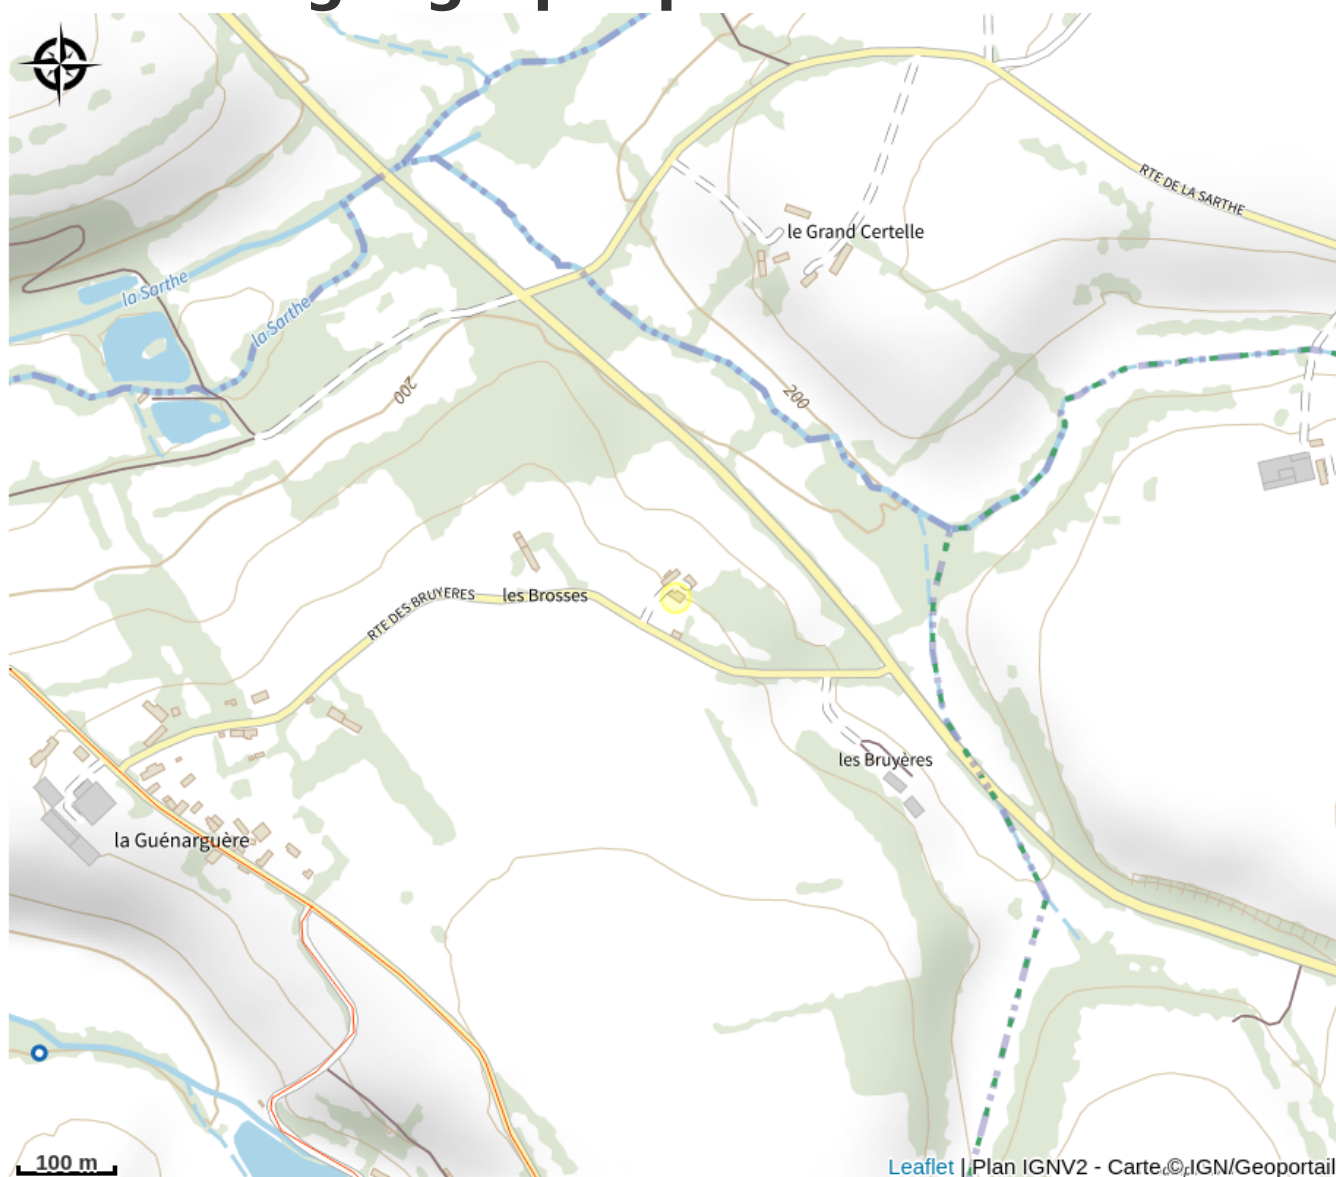 RTE DE LA SARTHE
le Grand Certelle
la Sarthe
la Sarthe
200
200
les Brosses
RTE DES BRUYERES
les Bruyères
la Guénarguère
100 m
Leaflet | Plan IGNV2 - Carte © IGN/Geoportail